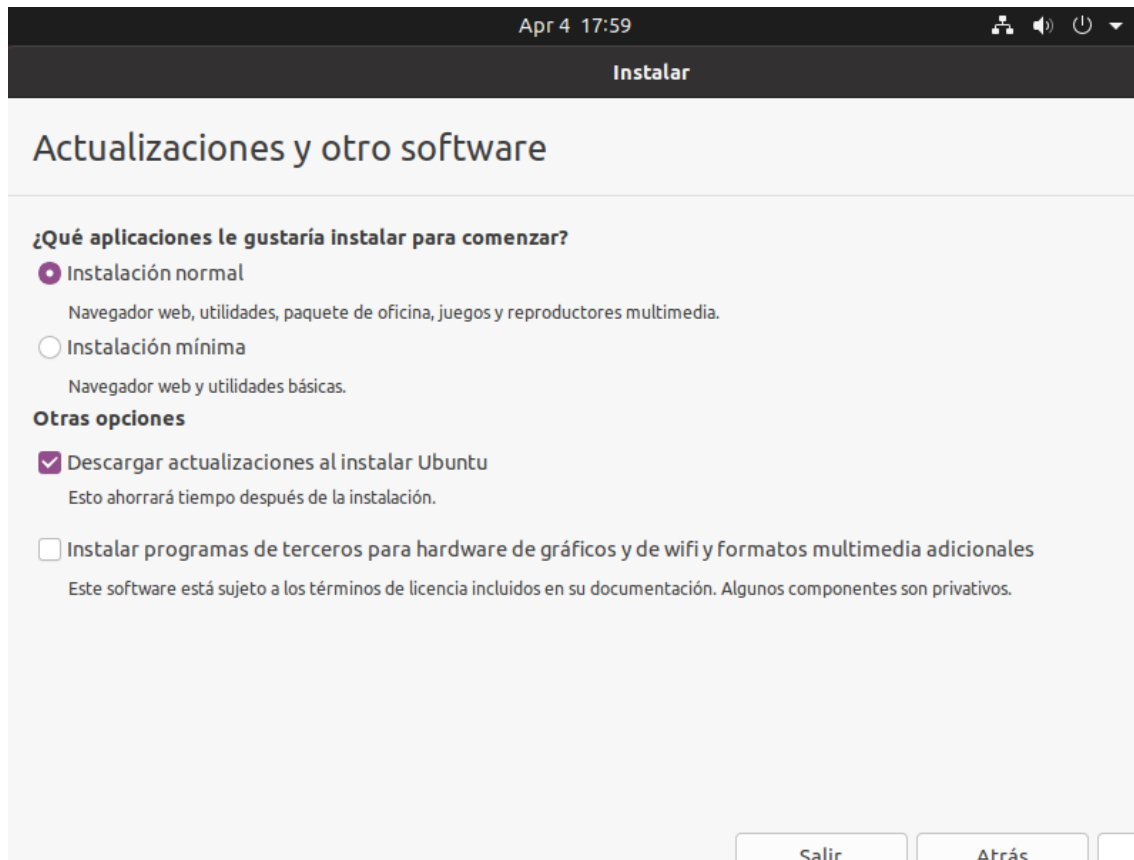 Apr 4 17:59
Instalar
Actualizaciones y otro software
¿Qué aplicaciones le gustaría instalar para comenzar?
Instalación normal
Navegador web, utilidades, paquete de oficina, juegos y reproductores multimedia.
Instalación mínima
Navegador web y utilidades básicas.
Otras opciones
Descargar actualizaciones al instalar Ubuntu
Esto ahorrará tiempo después de la instalación.
Instalar programas de terceros para hardware de gráficos y de wifi y formatos multimedia adicionales
Este software está sujeto a los términos de licencia incluidos en su documentación. Algunos componentes son privativos.
Salir Atrás